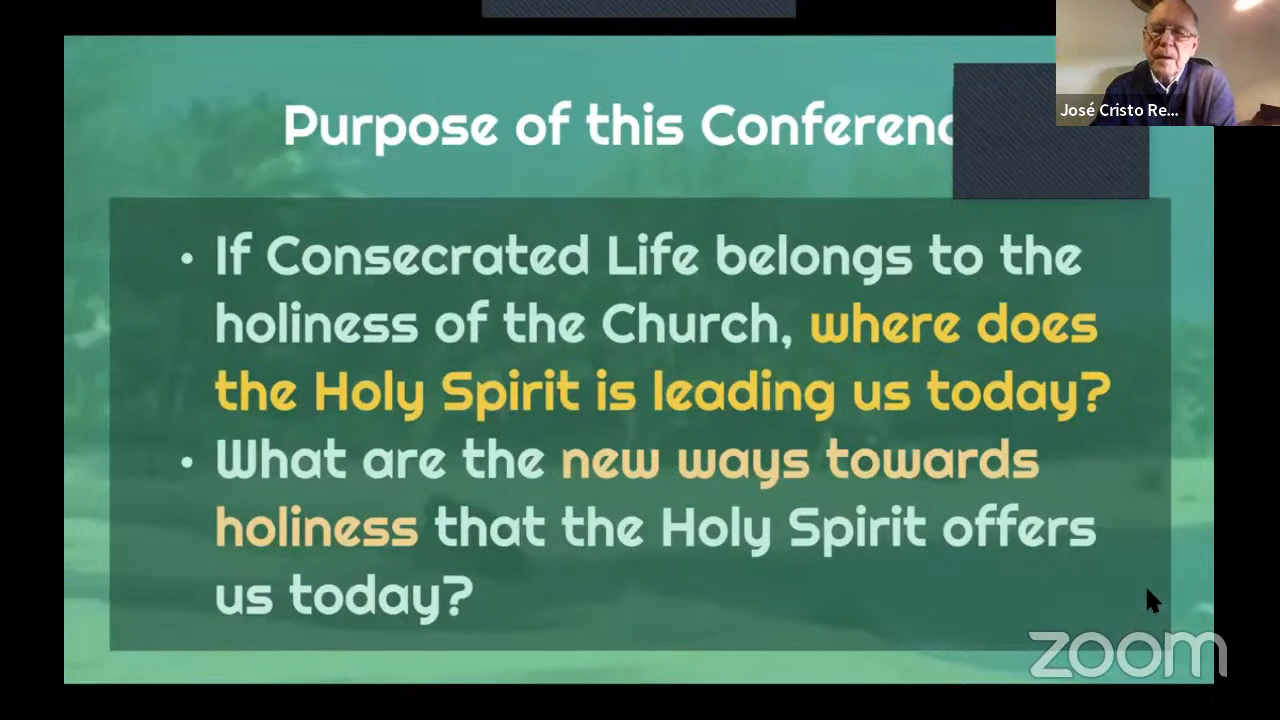 Purpose of this Conferenc
José Cristo Re...
• If Consecrated Life belongs to the
holiness of the Church, where does
the Holy Spirit is leading us today?
• What are the new ways towards
holiness that the Holy Spirit offers
us today?
zoom